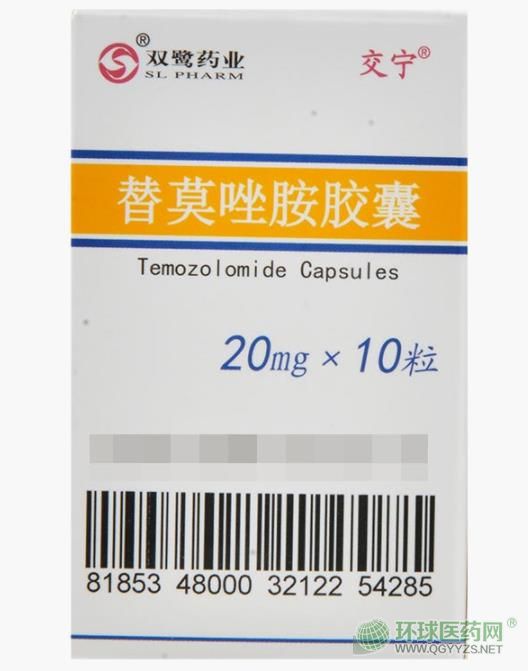 双鹭药业® 交宁®
SL PHARM
替莫唑胺胶囊
Temozolomide Capsules
20mg × 10粒
81853 48000 32122 54285
环球医药网®
WWW.QGYYZS.NET